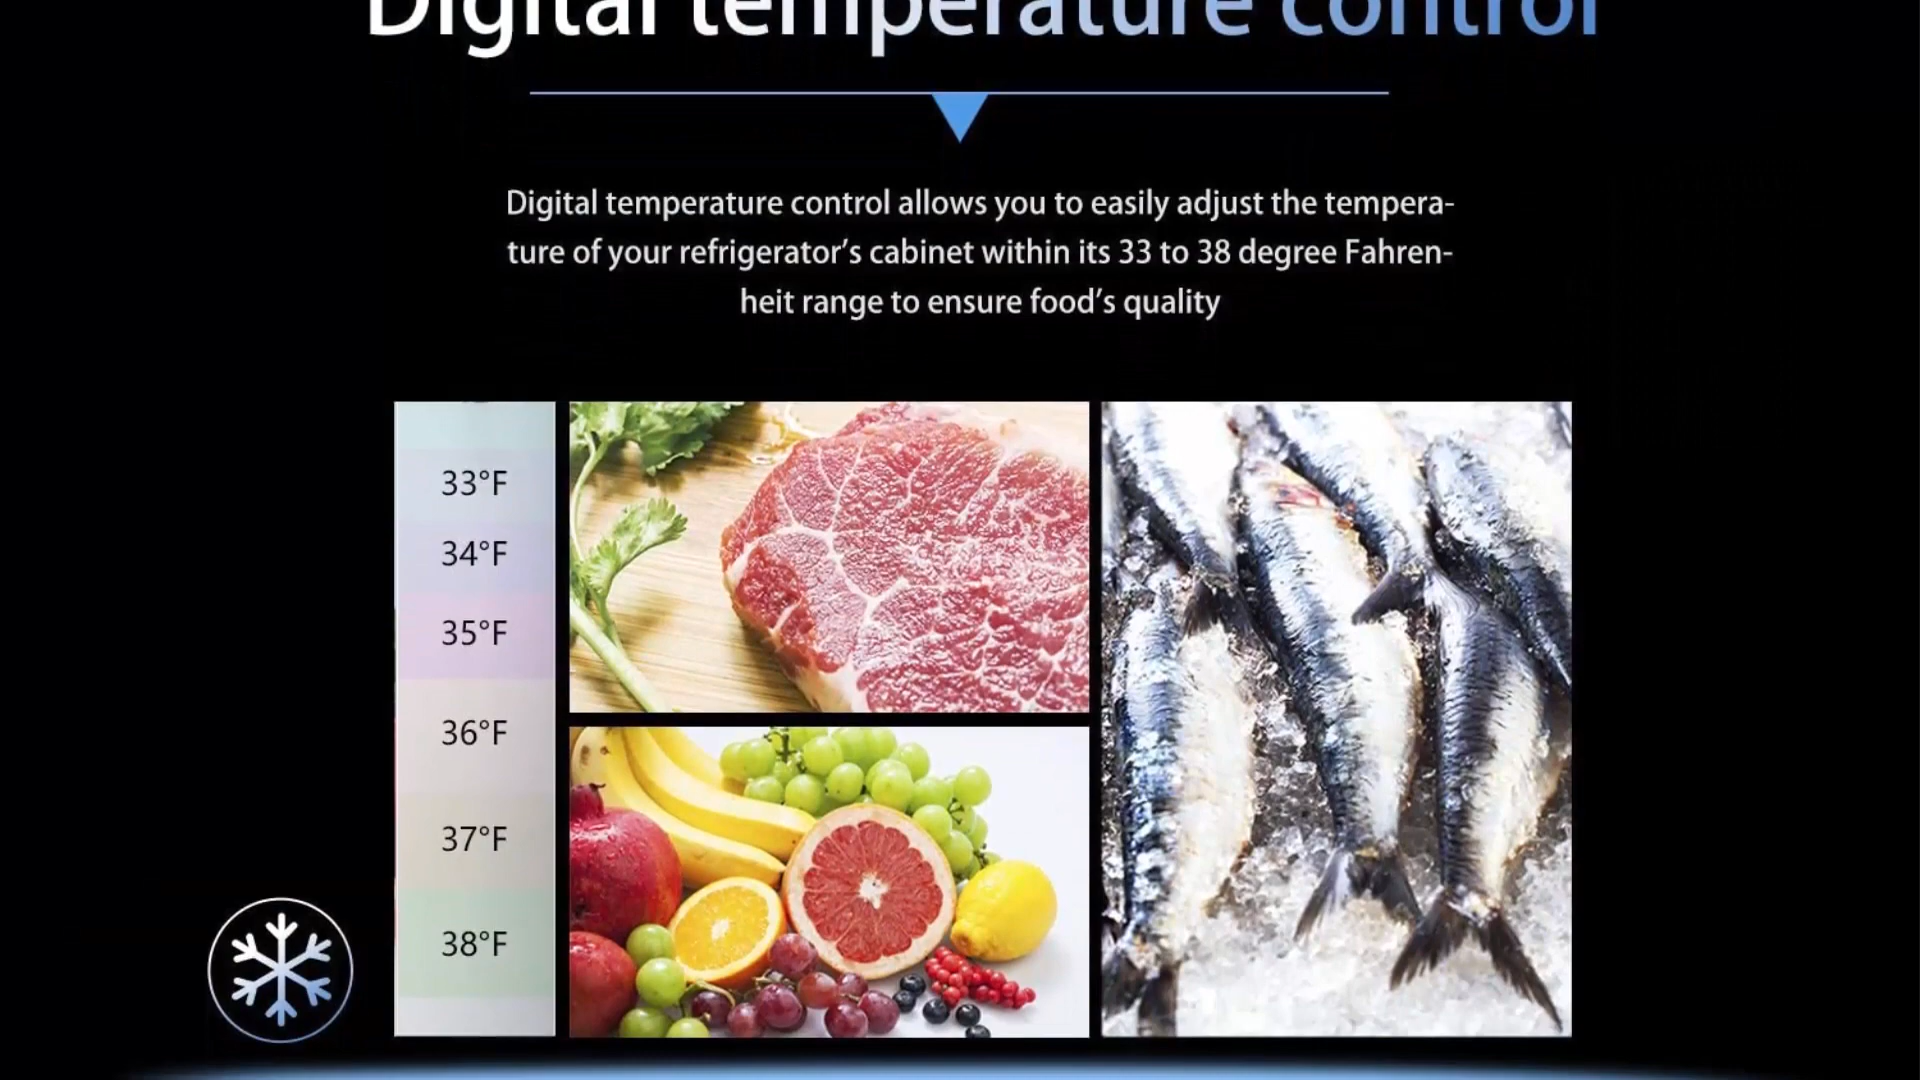 Digital temperature control
Digital temperature control allows you to easily adjust the tempera-
ture of your refrigerator’s cabinet within its 33 to 38 degree Fahren-
heit range to ensure food’s quality
33°F
34°F
35°F
36°F
37°F
38°F